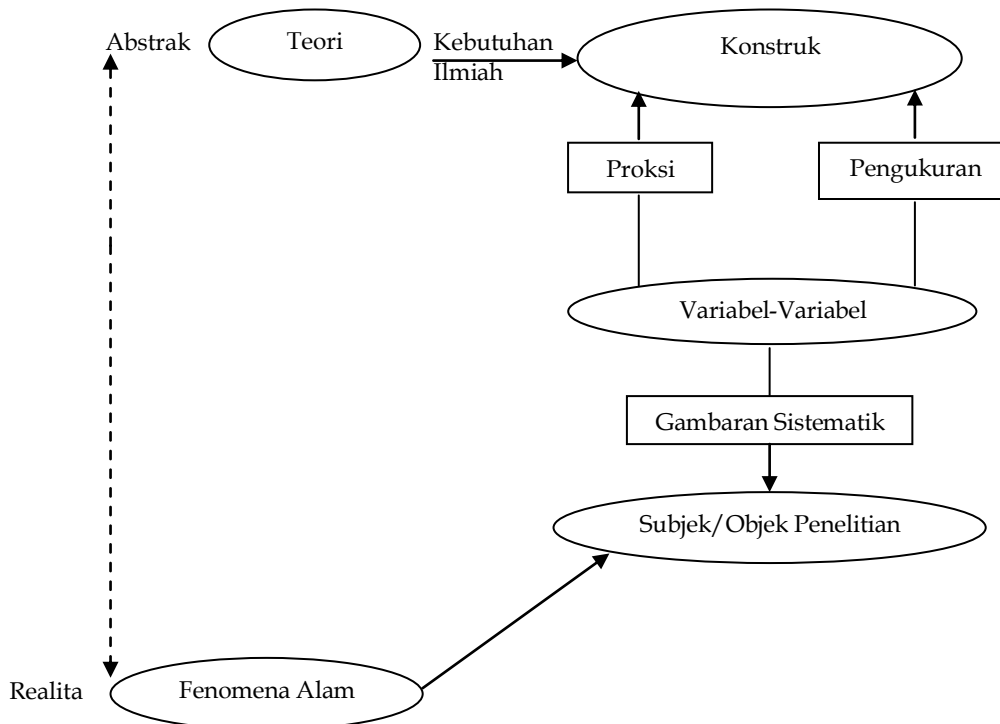 Abstrak
Teori
Kebutuhan
Ilmiah
Konstruk
Proksi
Pengukuran
Variabel-Variabel
Gambaran Sistematik
Subjek/Objek Penelitian
Realita
Fenomena Alam